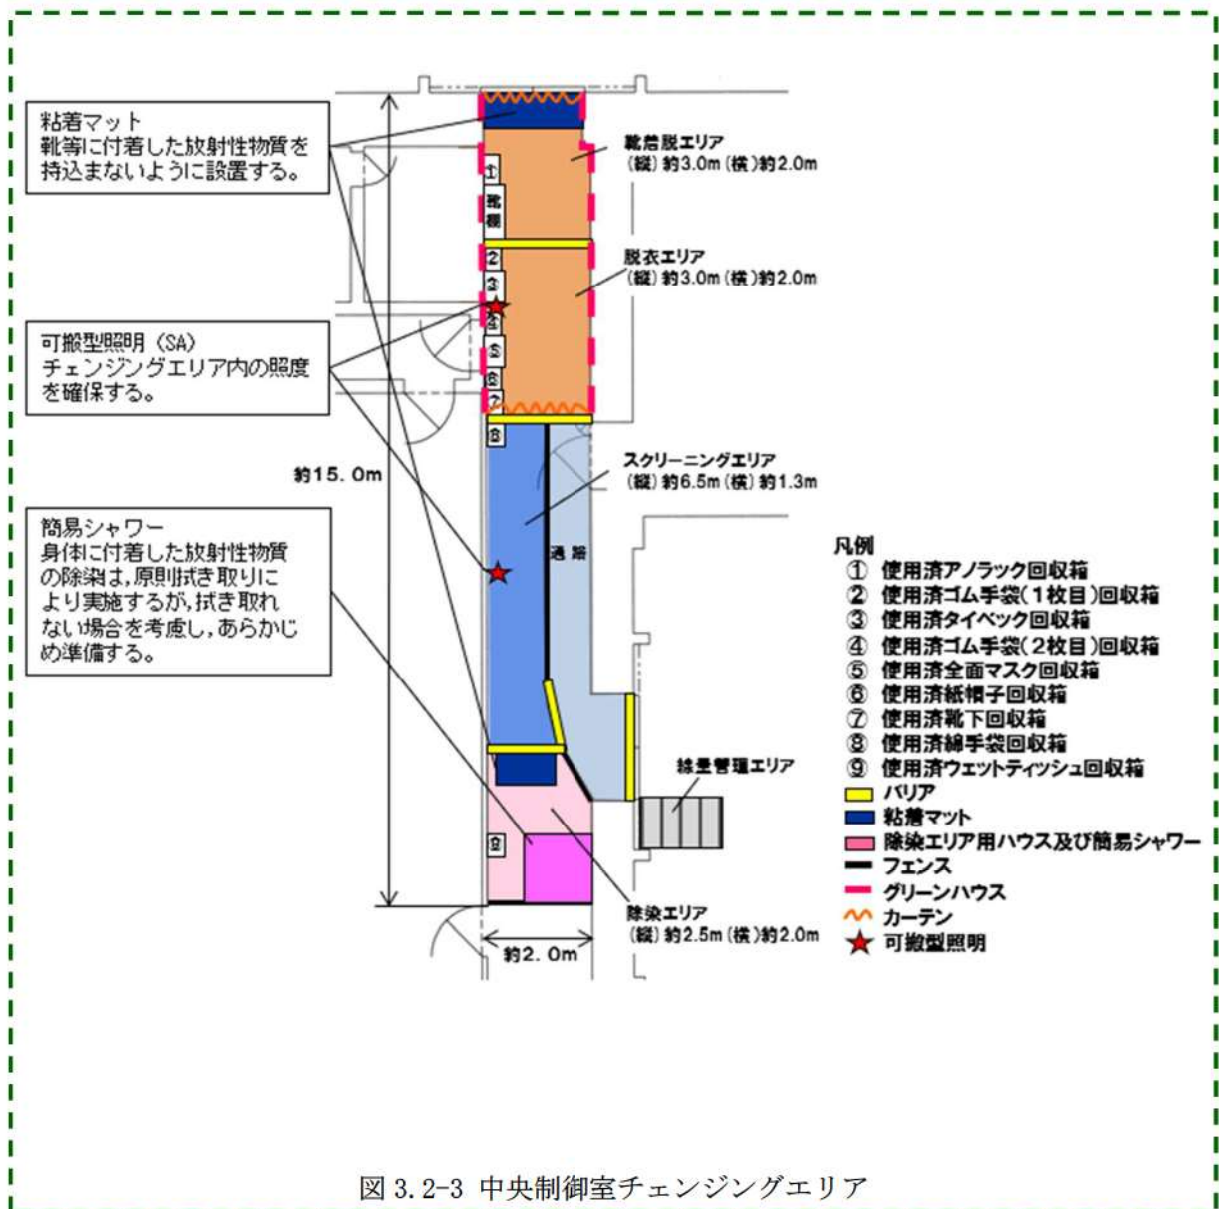 粘着マット
靴等に付着した放射性物質を
持込まないように設置する。
可搬型照明（SA）
チェンジングエリア内の照度
を確保する。
簡易シャワー
身体に付着した放射性物質
の除染は，原則拭き取りに
より実施するが，拭き取れ
ない場合を考慮し，あらかじ
め準備する。
約15.0m
①
靴
棚
②
③
④
⑤
⑥
⑦
⑧
⑨
通路
約2.0m
靴着脱エリア
(縦)約3.0m(横)約2.0m
脱衣エリア
(縦)約3.0m(横)約2.0m
スクリーニングエリア
(縦)約6.5m(横)約1.3m
線量管理エリア
除染エリア
(縦)約2.5m(横)約2.0m
凡例
① 使用済アノラック回収箱
② 使用済ゴム手袋(1枚目)回収箱
③ 使用済タイベック回収箱
④ 使用済ゴム手袋(2枚目)回収箱
⑤ 使用済全面マスク回収箱
⑥ 使用済紙帽子回収箱
⑦ 使用済靴下回収箱
⑧ 使用済綿手袋回収箱
⑨ 使用済ウェットティッシュ回収箱
バリア
粘着マット
除染エリア用ハウス及び簡易シャワー
フェンス
グリーンハウス
カーテン
可搬型照明
図 3.2-3 中央制御室チェンジングエリア